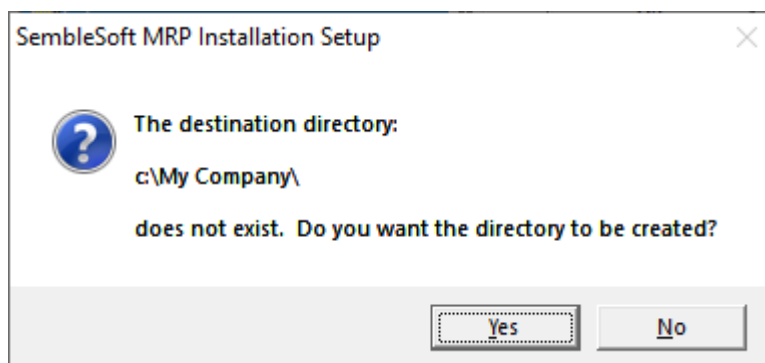 SembleSoft MRP Installation Setup
The destination directory:
c:\My Company\
does not exist.  Do you want the directory to be created?
Yes
No